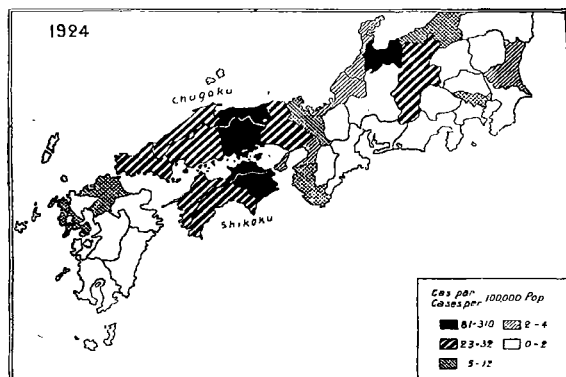 1924
Chugoku
Shikoku
Cas par
Cases per 100,000 Pop
81-310 2-4
23-32 0-2
5-12